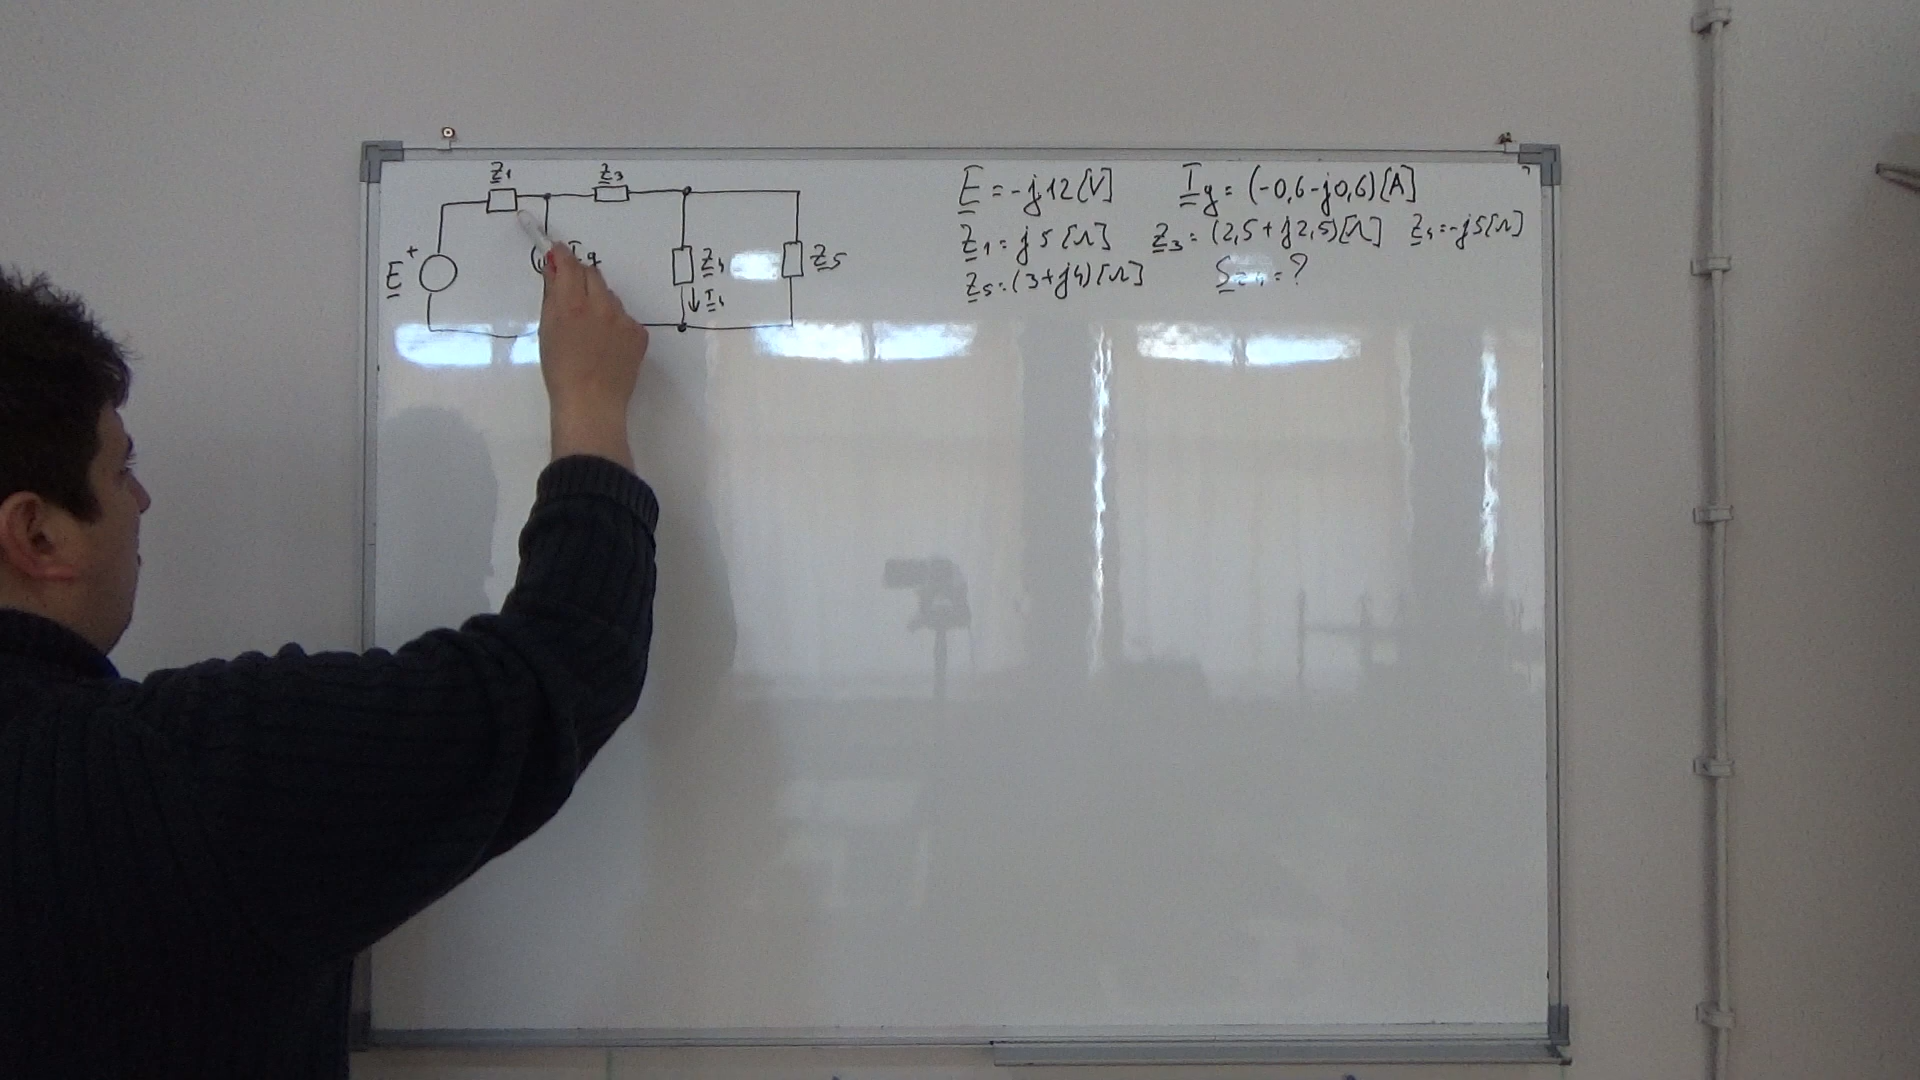 Z1 Z3
+
E Ig Z4 Z5
I4
E = -j12 [V] Ig = (-0,6 - j0,6) [A]
Z1 = j5 [Ω] Z3 = (2,5 + j2,5) [Ω] Z4 = -j5 [Ω]
Z5 = (3 + j4) [Ω] SZ4 = ?